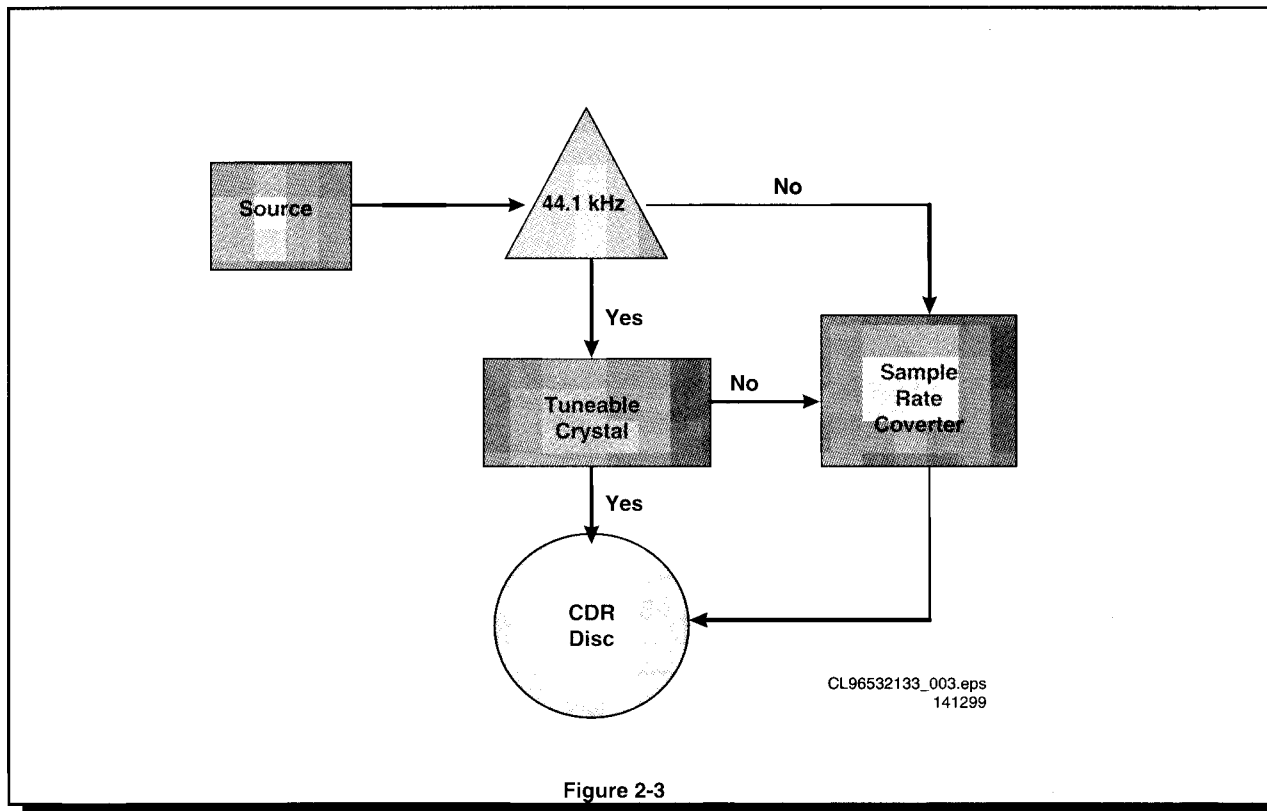 Source
44.1 kHz
No
Yes
Tuneable
Crystal
No
Sample
Rate
Coverter
Yes
CDR
Disc
CL96532133_003.eps
141299
Figure 2-3